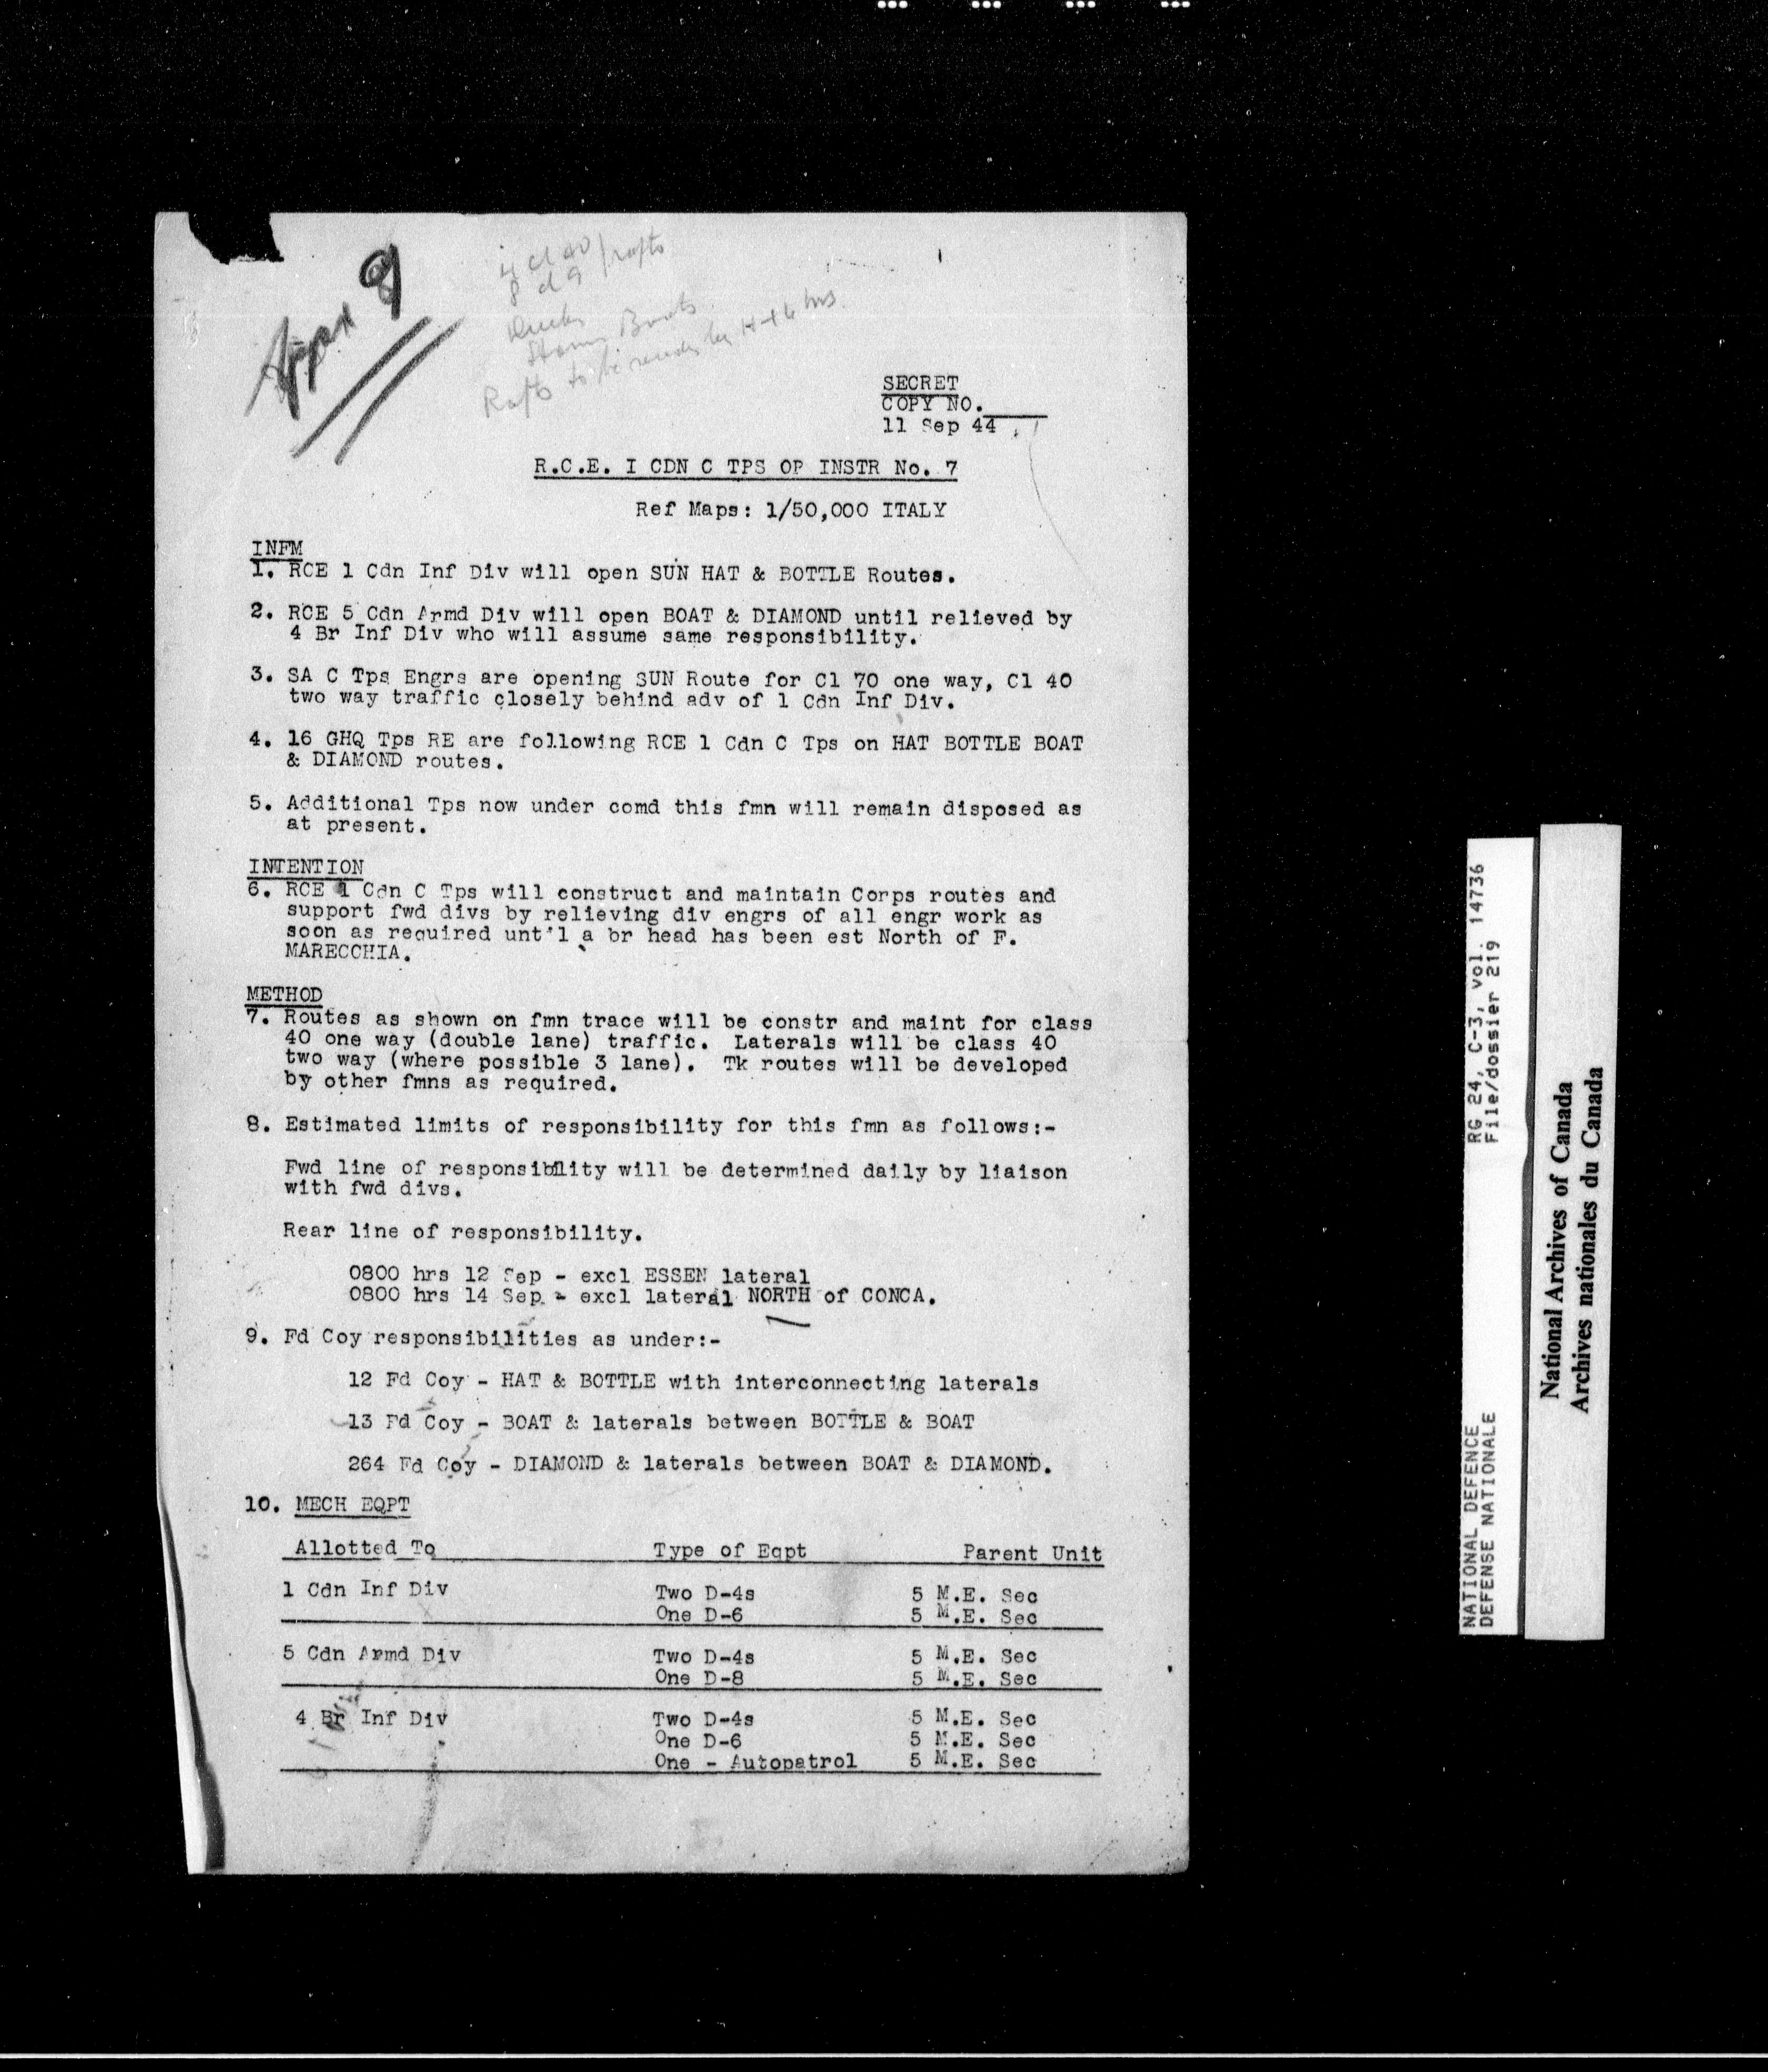 8
rafts
Rafts to be ready by H+6 hrs.
SECRET
COPY NO.
11 Sep 44
R.C.E. I CDN C TPS OP INSTR No. 7
Ref Maps: 1/50,000 ITALY
INFM
1. RCE 1 Cdn Inf Div will open SUN HAT & BOTTLE Routes.
2. RCE 5 Cdn Armd Div will open BOAT & DIAMOND until relieved by
4 Br Inf Div who will assume same responsibility.
3. SA C Tps Engrs are opening SUN Route for Cl 70 one way, Cl 40
two way traffic closely behind adv of 1 Cdn Inf Div.
4. 16 GHQ Tps RE are following RCE 1 Cdn C Tps on HAT BOTTLE BOAT
& DIAMOND routes.
5. Additional Tps now under comd this fmn will remain disposed as
at present.
INTENTION
6. RCE 1 Cdn C Tps will construct and maintain Corps routes and
support fwd divs by relieving div engrs of all engr work as
soon as required until a br head has been est North of F.
MARECCHIA.
METHOD
7. Routes as shown on fmn trace will be constr and maint for class
40 one way (double lane) traffic. Laterals will be class 40
two way (where possible 3 lane). Tk routes will be developed
by other fmns as required.
8. Estimated limits of responsibility for this fmn as follows:-
Fwd line of responsibility will be determined daily by liaison
with fwd divs.
Rear line of responsibility.
0800 hrs 12 Sep - excl ESSEN lateral
0800 hrs 14 Sep - excl lateral NORTH of CONCA.
9. Fd Coy responsibilities as under:-
12 Fd Coy - HAT & BOTTLE with interconnecting laterals
13 Fd Coy - BOAT & laterals between BOTTLE & BOAT
264 Fd Coy - DIAMOND & laterals between BOAT & DIAMOND.
10. MECH EQPT
Allotted To Type of Eqpt Parent Unit
1 Cdn Inf Div Two D-4s 5 M.E. Sec
One D-6 5 M.E. Sec
5 Cdn Armd Div Two D-4s 5 M.E. Sec
One D-8 5 M.E. Sec
4 Br Inf Div Two D-4s 5 M.E. Sec
One D-6 5 M.E. Sec
One - Autopatrol 5 M.E. Sec
NATIONAL DEFENCE RG 24, C-3, vol. 14736
DEFENSE NATIONALE File/dossier 219
National Archives of Canada
Archives nationales du Canada